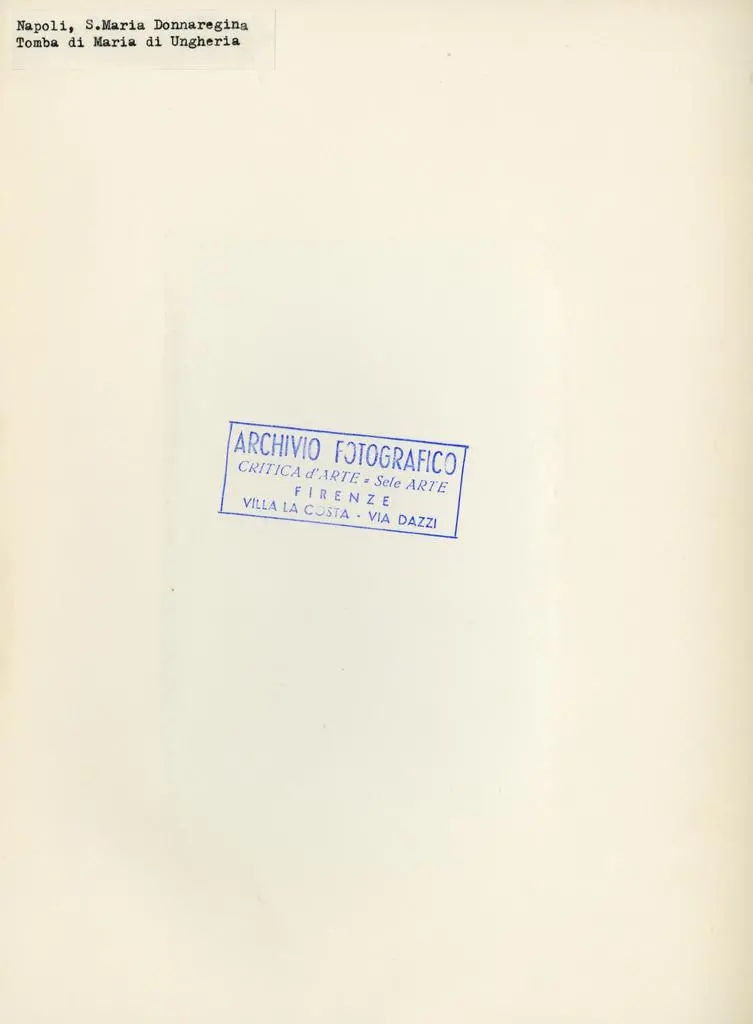 Napoli, S.Maria Donnaregina
Tomba di Maria di Ungheria
ARCHIVIO FOTOGRAFICO
CRITICA d'ARTE = Sele ARTE
FIRENZE
VILLA LA COSTA - VIA DAZZI